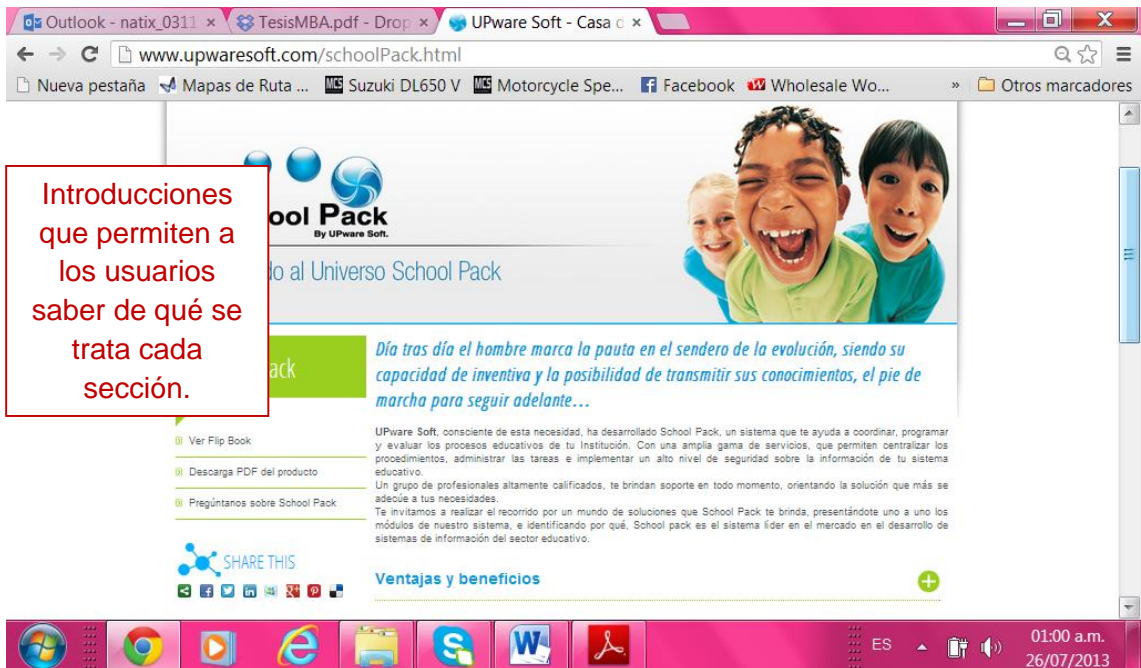 Outlook - natix_0311
TesisMBA.pdf - Drop
UPware Soft - Casa d
www.upwaresoft.com/schoolPack.html
Nueva pestaña
Mapas de Ruta ...
Suzuki DL650 V
Motorcycle Spe...
Facebook
Wholesale Wo...
»
Otros marcadores
Introducciones
que permiten a
los usuarios
saber de qué se
trata cada
sección.
ool Pack
By UPware Soft.
do al Universo School Pack
ack
Día tras día el hombre marca la pauta en el sendero de la evolución, siendo su
capacidad de inventiva y la posibilidad de transmitir sus conocimientos, el pie de
marcha para seguir adelante...
Ver Flip Book
Descarga PDF del producto
Pregúntanos sobre School Pack
UPware Soft, consciente de esta necesidad, ha desarrollado School Pack, un sistema que te ayuda a coordinar, programar
y evaluar los procesos educativos de tu Institución. Con una amplia gama de servicios, que permiten centralizar los
procedimientos, administrar las tareas e implementar un alto nivel de seguridad sobre la información de tu sistema
educativo.
Un grupo de profesionales altamente calificados, te brindan soporte en todo momento, orientando la solución que más se
adecúe a tus necesidades.
Te invitamos a realizar el recorrido por un mundo de soluciones que School Pack te brinda, presentándote uno a uno los
módulos de nuestro sistema, e identificando por qué, School pack es el sistema líder en el mercado en el desarrollo de
sistemas de información del sector educativo.
SHARE THIS
Ventajas y beneficios
ES
01:00 a.m.
26/07/2013